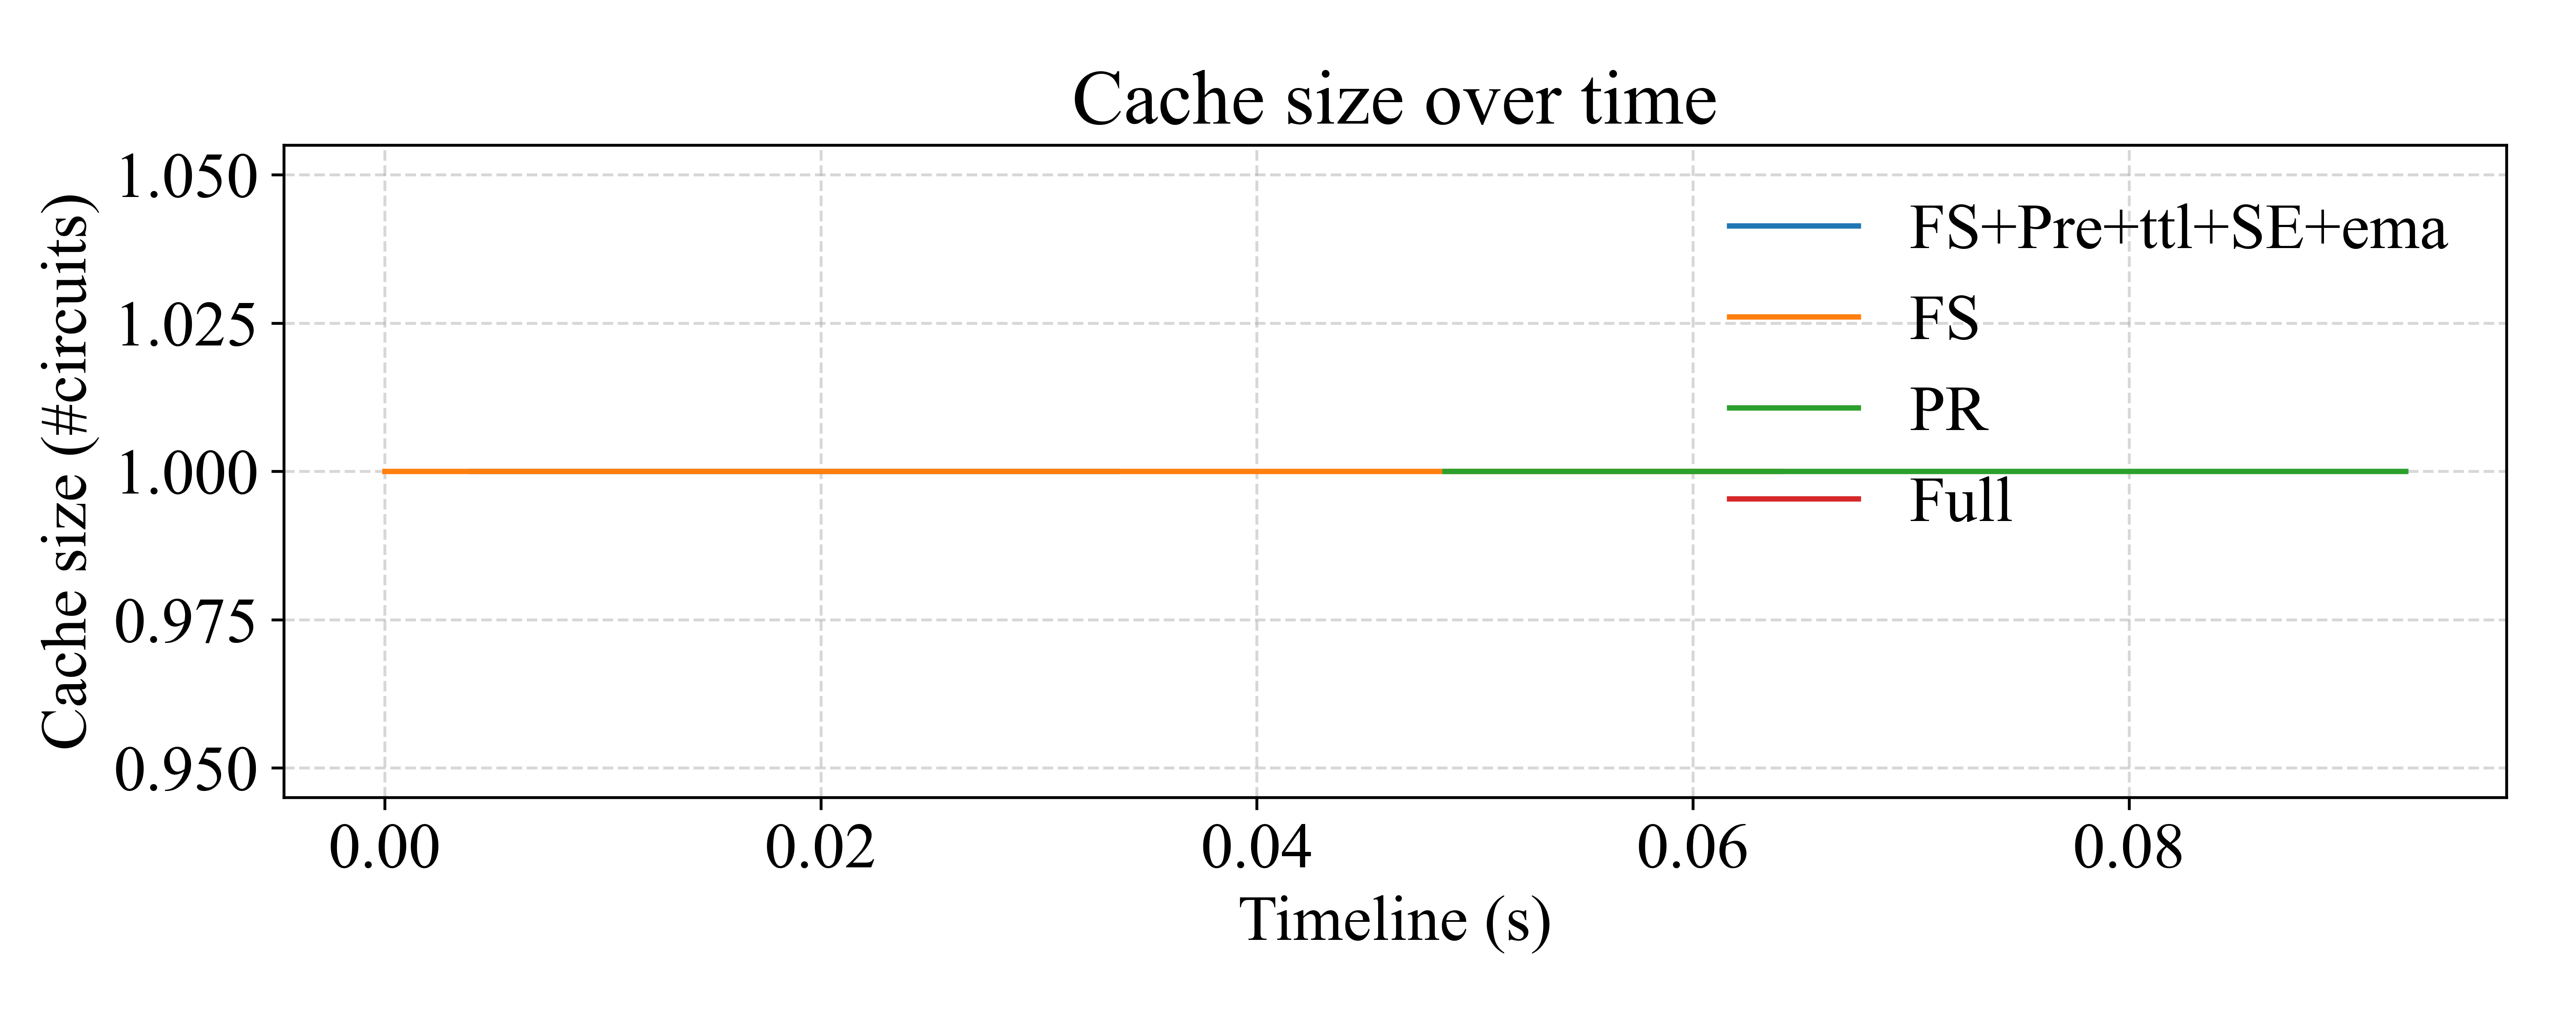 Cache size over time
Cache size (#circuits)
1.050
1.025
1.000
0.975
0.950
FS+Pre+ttl+SE+ema
FS
PR
Full
0.00 0.02 0.04 0.06 0.08
Timeline (s)